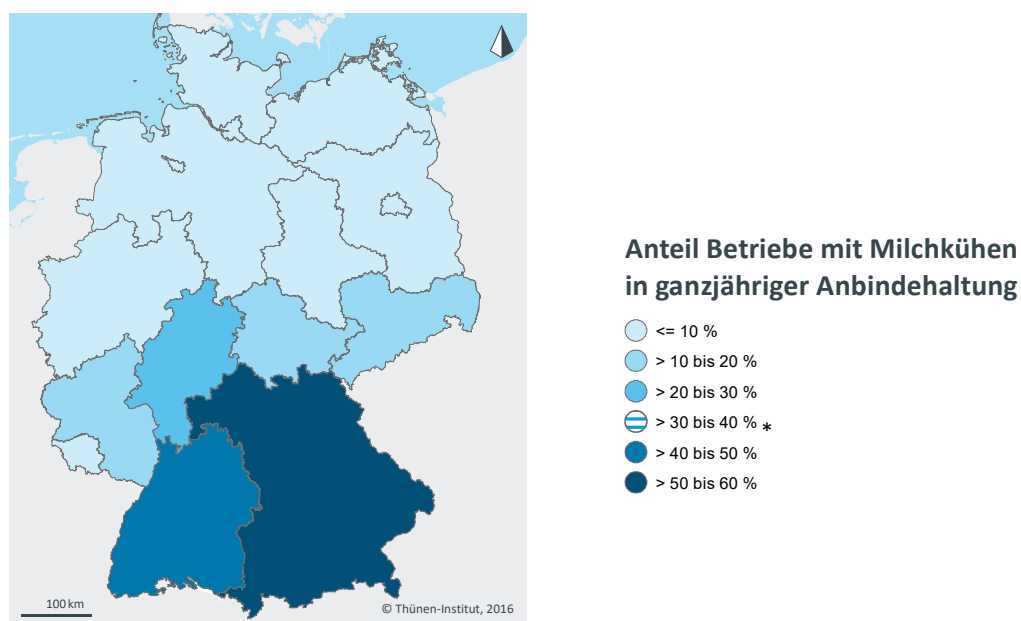 Anteil Betriebe mit Milchkühen
in ganzjähriger Anbindehaltung
<= 10 %
> 10 bis 20 %
> 20 bis 30 %
> 30 bis 40 % *
> 40 bis 50 %
> 50 bis 60 %
100 km
© Thünen-Institut, 2016